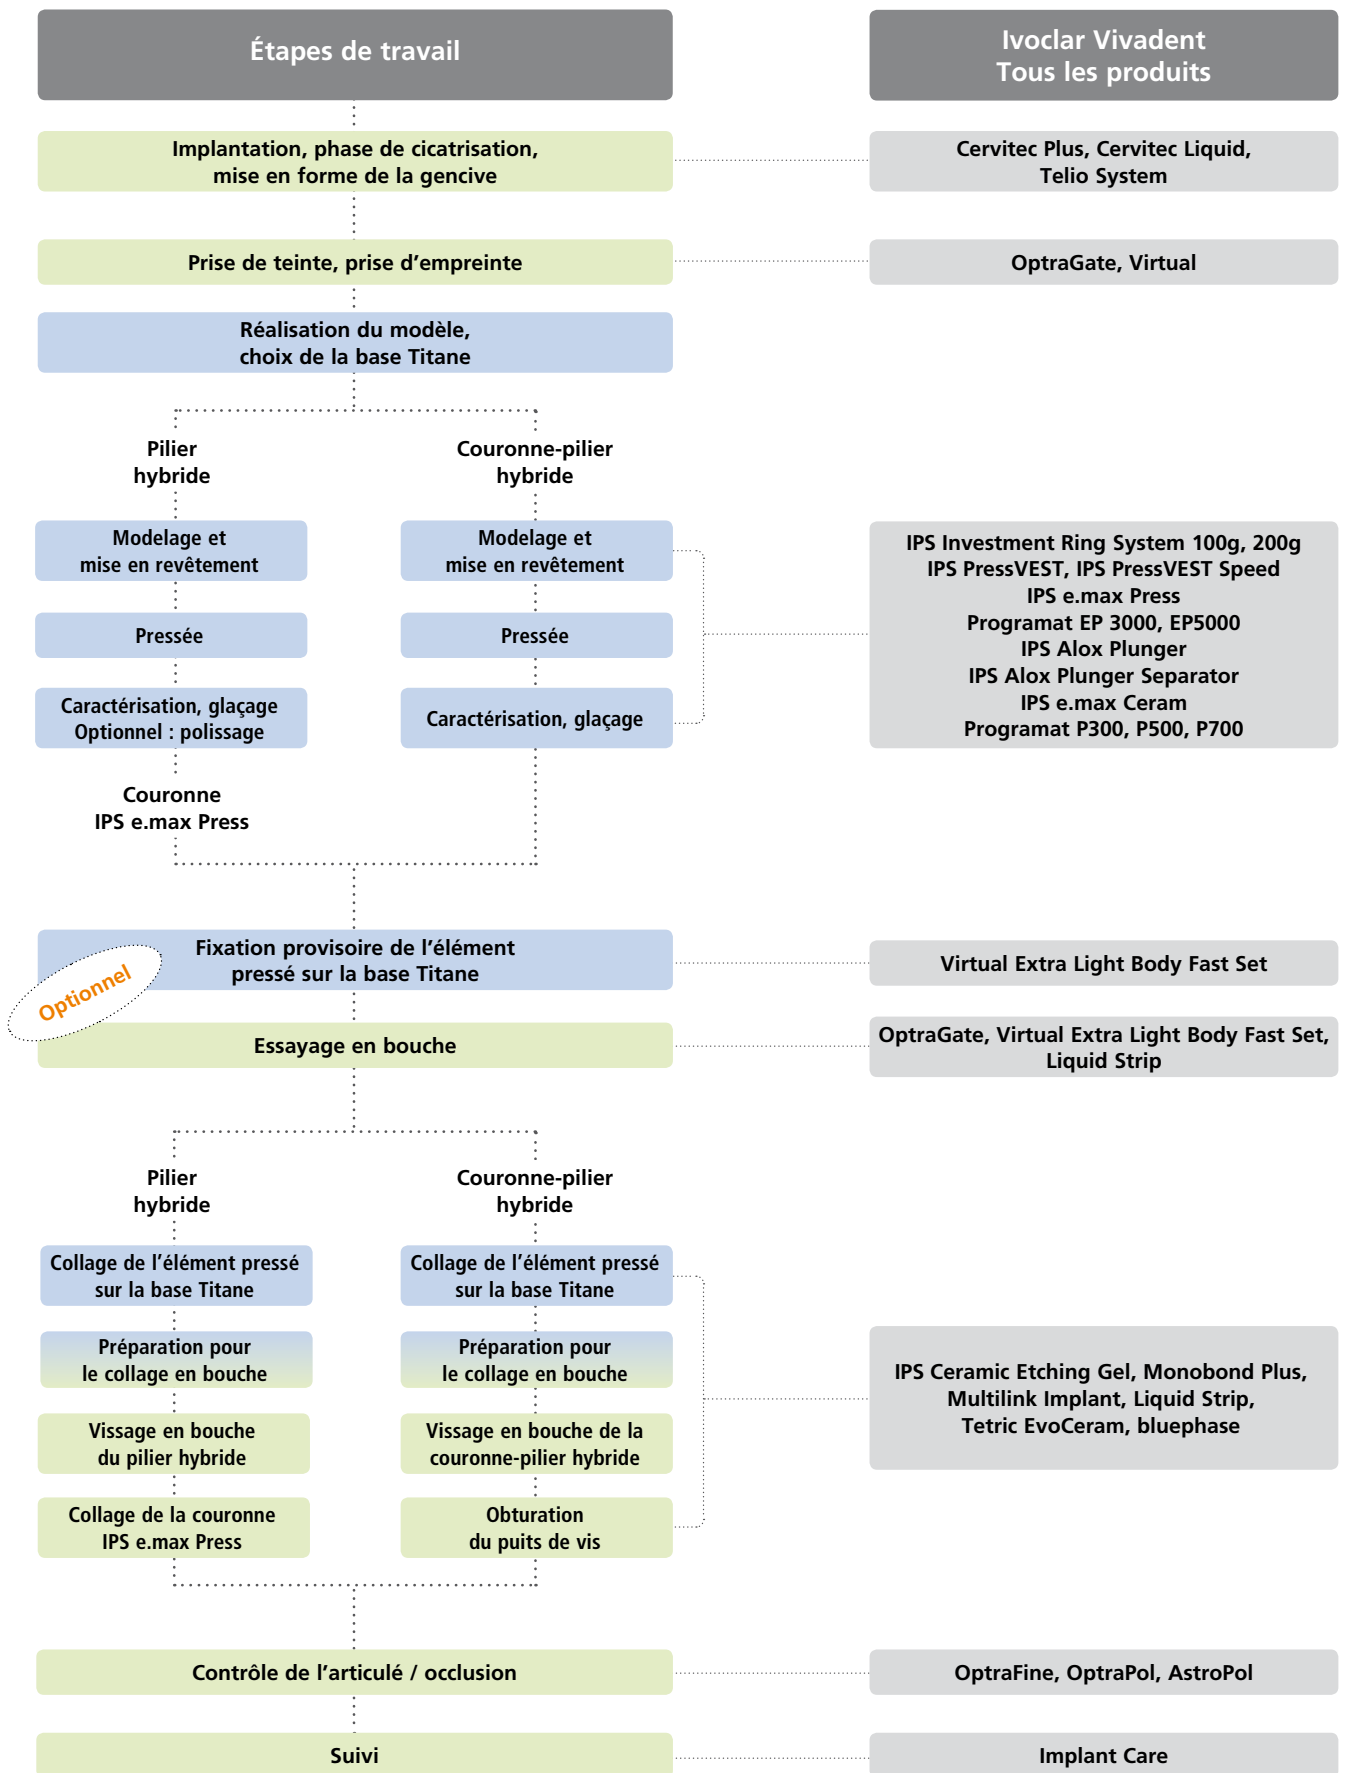 Étapes de travail
Ivoclar Vivadent
Tous les produits
Implantation, phase de cicatrisation,
mise en forme de la gencive
Cervitec Plus, Cervitec Liquid,
Telio System
Prise de teinte, prise d’empreinte
OptraGate, Virtual
Réalisation du modèle,
choix de la base Titane
Pilier
hybride
Couronne-pilier
hybride
Modelage et
mise en revêtement
Modelage et
mise en revêtement
Pressée
Pressée
Caractérisation, glaçage
Optionnel : polissage
Caractérisation, glaçage
IPS Investment Ring System 100g, 200g
IPS PressVEST, IPS PressVEST Speed
IPS e.max Press
Programat EP 3000, EP5000
IPS Alox Plunger
IPS Alox Plunger Separator
IPS e.max Ceram
Programat P300, P500, P700
Couronne
IPS e.max Press
Fixation provisoire de l’élément
pressé sur la base Titane
Virtual Extra Light Body Fast Set
Optionnel
Essayage en bouche
OptraGate, Virtual Extra Light Body Fast Set,
Liquid Strip
Pilier
hybride
Couronne-pilier
hybride
Collage de l’élément pressé
sur la base Titane
Collage de l’élément pressé
sur la base Titane
Préparation pour
le collage en bouche
Préparation pour
le collage en bouche
Vissage en bouche
du pilier hybride
Vissage en bouche de la
couronne-pilier hybride
Collage de la couronne
IPS e.max Press
Obturation
du puits de vis
IPS Ceramic Etching Gel, Monobond Plus,
Multilink Implant, Liquid Strip,
Tetric EvoCeram, bluephase
Contrôle de l’articulé / occlusion
OptraFine, OptraPol, AstroPol
Suivi
Implant Care